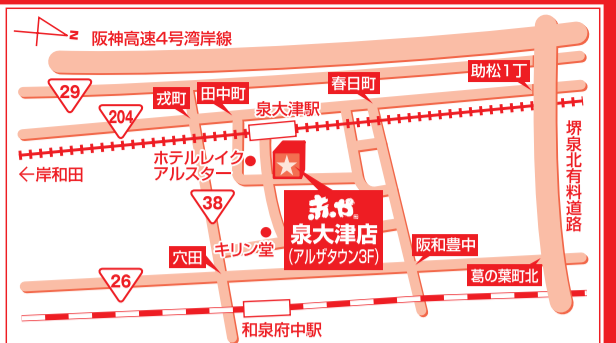 N
阪神高速4号湾岸線
29
204
戎町
田中町
春日町
助松1丁
泉大津駅
←岸和田
ホテルレイク
アルスター
堺泉北有料道路
38
赤から
泉大津店
(アルザタウン3F)
キリン堂
穴田
阪和豊中
葛の葉町北
26
和泉府中駅